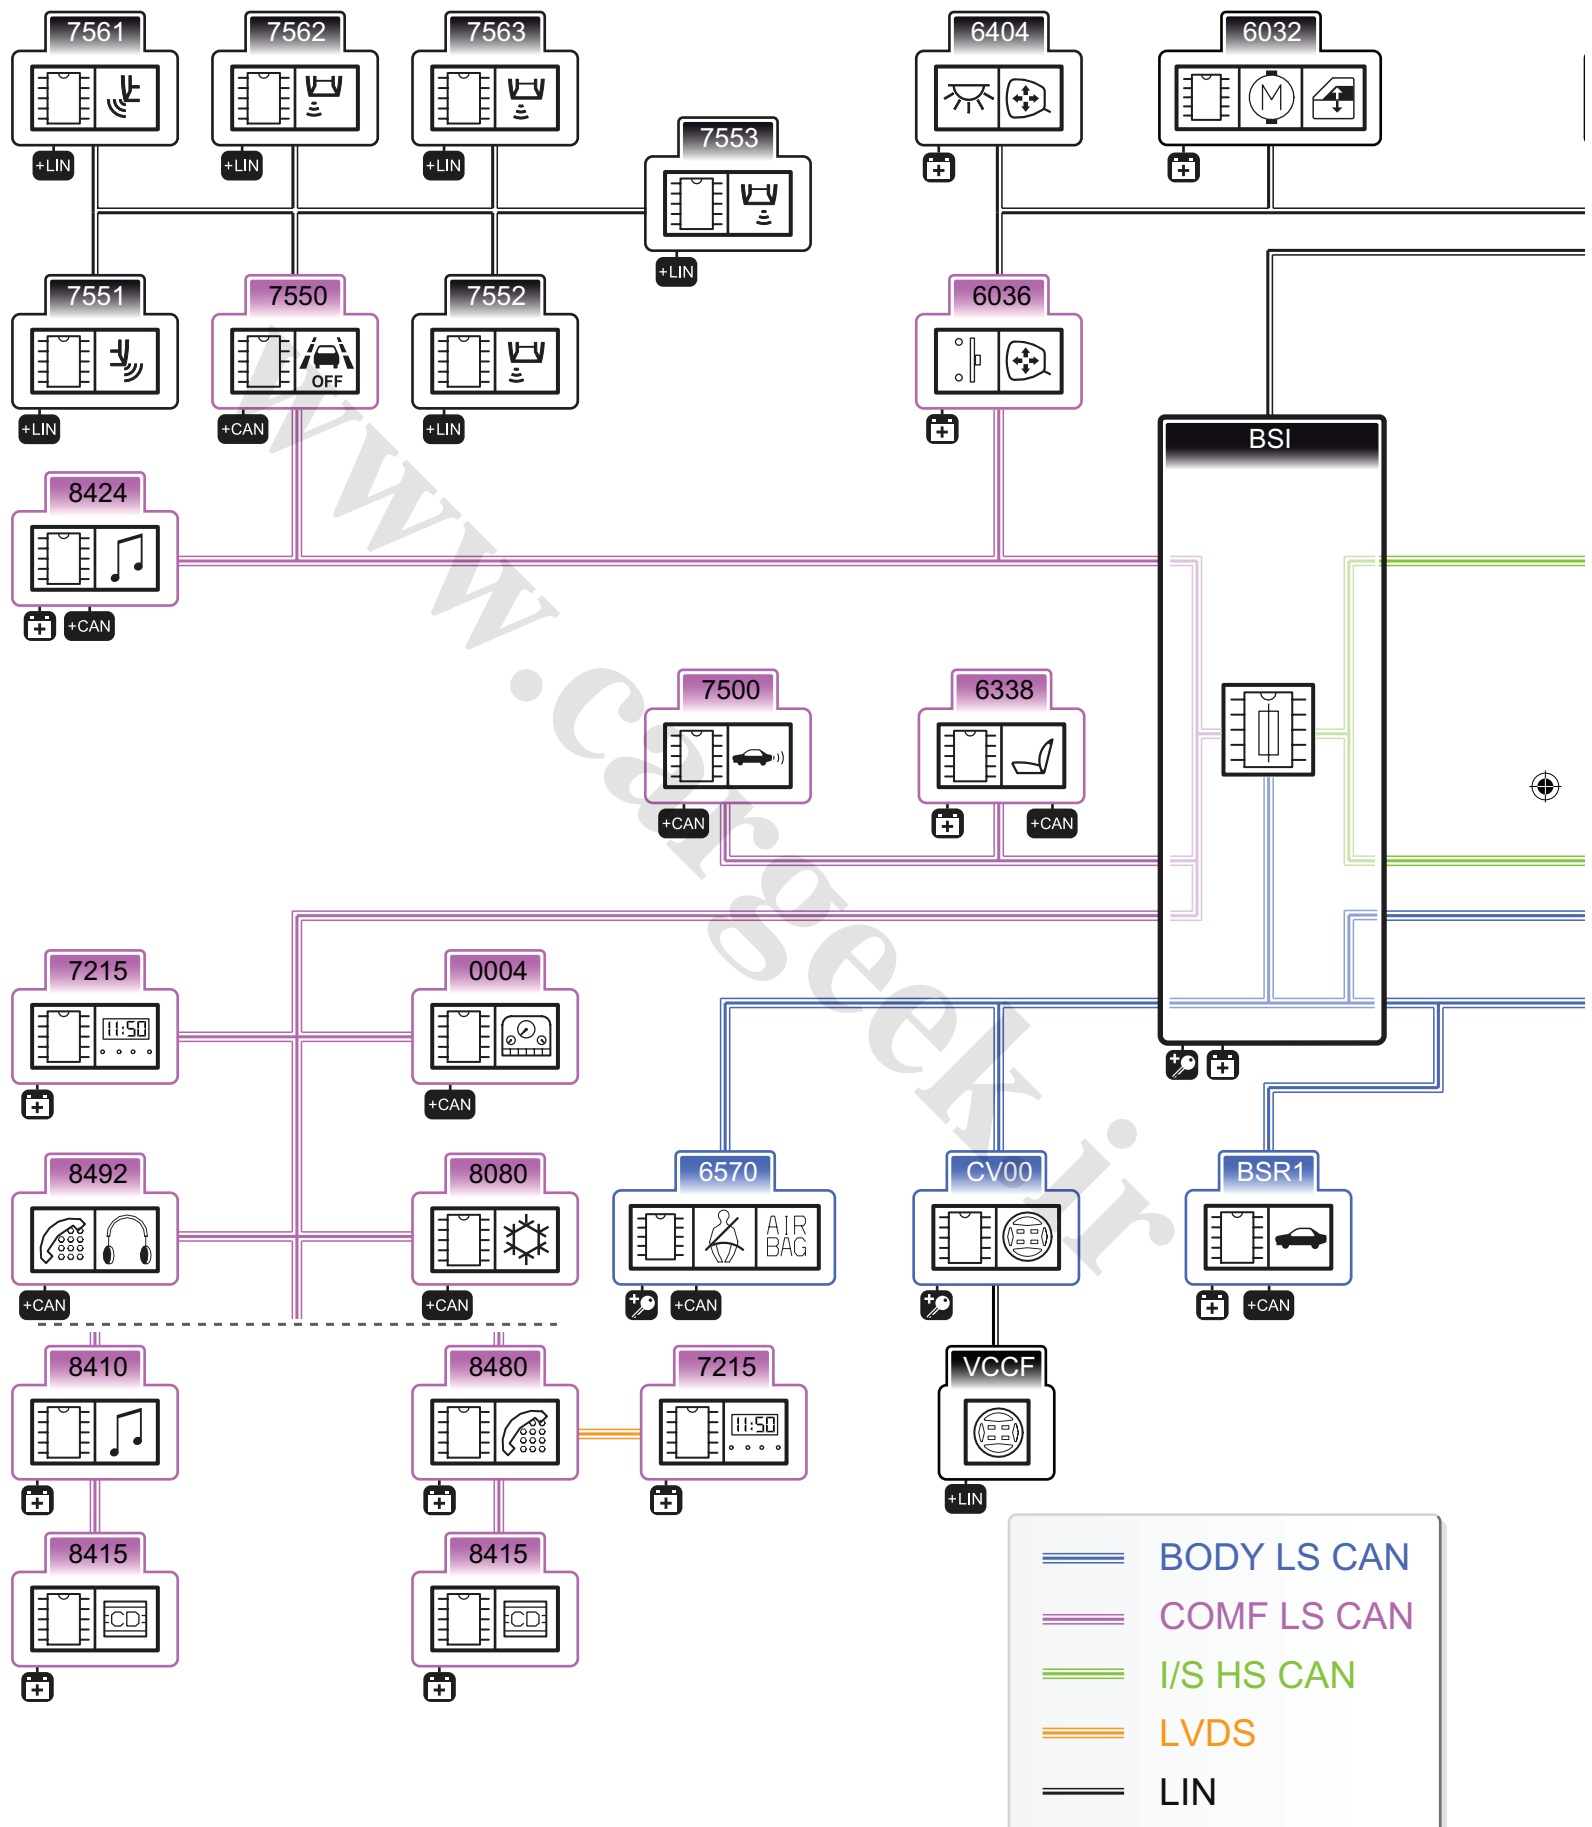 7561
7562
7563
6404
6032
+LIN
+LIN
+LIN
7553
M
+LIN
7551
7550
7552
6036
OFF
+LIN
+CAN
+LIN
BSI
8424
+CAN
7500
6338
+CAN
+CAN
7215
0004
11:50
+CAN
8492
8080
6570
CV00
BSR1
AIR
BAG
+CAN
+CAN
+CAN
+CAN
8410
8480
7215
VCCF
11:50
+LIN
8415
8415
CD
CD
BODY LS CAN
COMF LS CAN
I/S HS CAN
LVDS
LIN
www.cargeek.ir